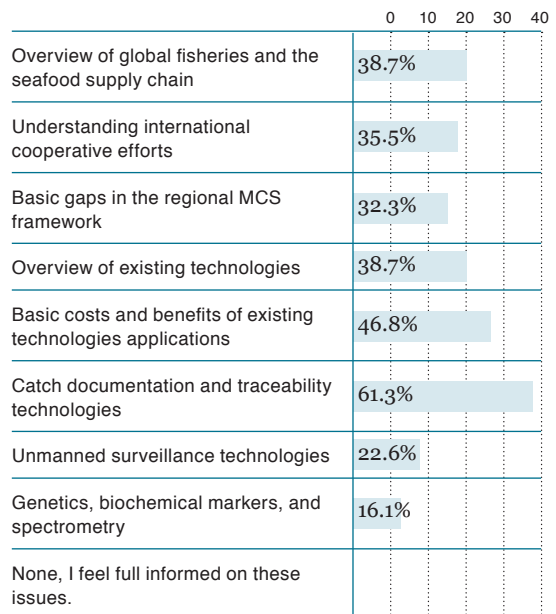 0 10 20 30 40
Overview of global fisheries and the
seafood supply chain
38.7%
Understanding international
cooperative efforts
35.5%
Basic gaps in the regional MCS
framework
32.3%
Overview of existing technologies
38.7%
Basic costs and benefits of existing
technologies applications
46.8%
Catch documentation and traceability
technologies
61.3%
Unmanned surveillance technologies
22.6%
Genetics, biochemical markers, and
spectrometry
16.1%
None, I feel full informed on these
issues.